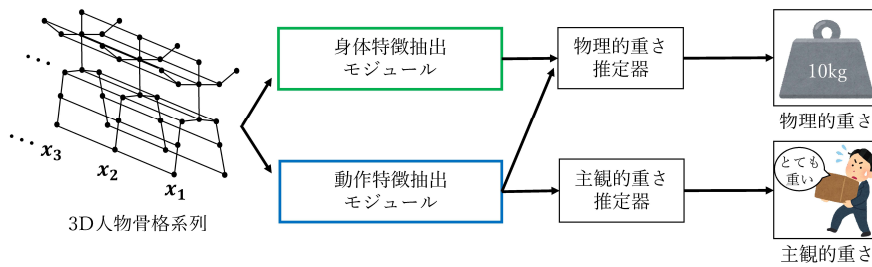 身体特徴抽出
モジュール
物理的重さ
推定器
10kg
物理的重さ
x₃
x₂
x₁
3D人物骨格系列
動作特徴抽出
モジュール
主観的重さ
推定器
とても
重い
主観的重さ